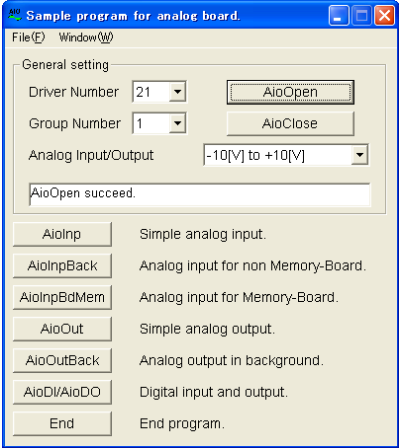 AIO Sample program for analog board.
File(F) Window(W)
General setting
Driver Number 21 AioOpen
Group Number 1 AioClose
Analog Input/Output -10[V] to +10[V]
AioOpen succeed.
AioInp Simple analog input.
AioInpBack Analog input for non Memory-Board.
AioInpBdMem Analog input for Memory-Board.
AioOut Simple analog output.
AioOutBack Analog output in background.
AioDI/AioDO Digital input and output.
End End program.